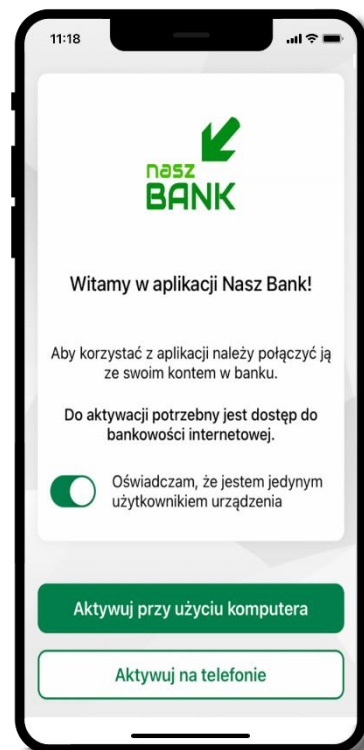 11:18
nasz
BANK
Witamy w aplikacji Nasz Bank!
Aby korzystać z aplikacji należy połączyć ją
ze swoim kontem w banku.
Do aktywacji potrzebny jest dostęp do
bankowości internetowej.
Oświadczam, że jestem jedynym
użytkownikiem urządzenia
Aktywuj przy użyciu komputera
Aktywuj na telefonie